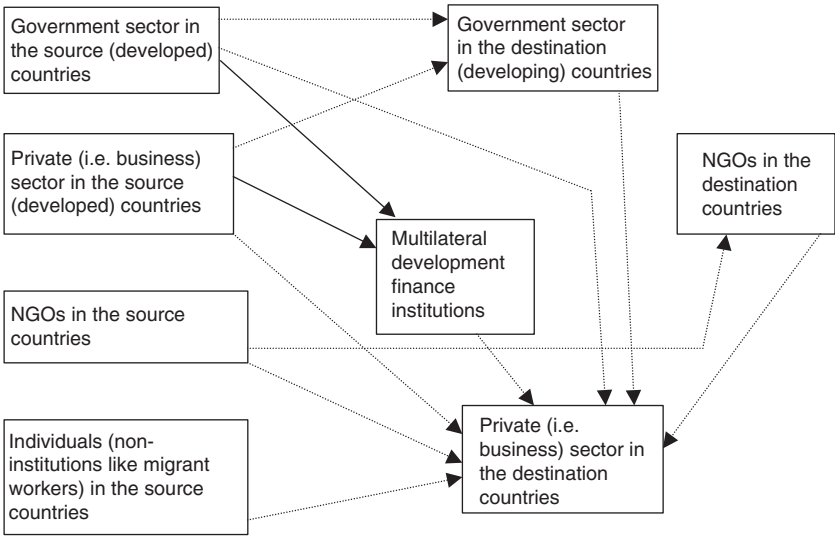 Government sector in
the source (developed)
countries
Government sector
in the destination
(developing) countries
Private (i.e. business)
sector in the source
(developed) countries
NGOs in the
destination
countries
Multilateral
development
finance
institutions
NGOs in the source
countries
Individuals (non-
institutions like migrant
workers) in the source
countries
Private (i.e.
business) sector in
the destination
countries